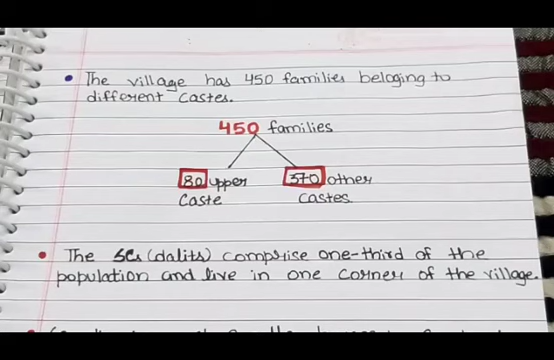 The village has 450 families beloging to
different castes.
450 families
80 upper caste
370 other castes
The SCs (dalits) comprise one-third of the
population and live in one corner of the village.